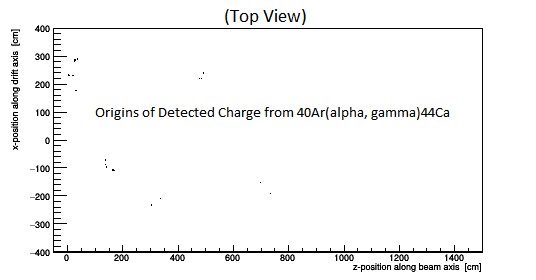 (Top View)
x-position along drift axis [cm]
400
300
200
100
0
−100
−200
−300
−400
Origins of Detected Charge from 40Ar(alpha, gamma)44Ca
0 200 400 600 800 1000 1200 1400
z-position along beam axis [cm]